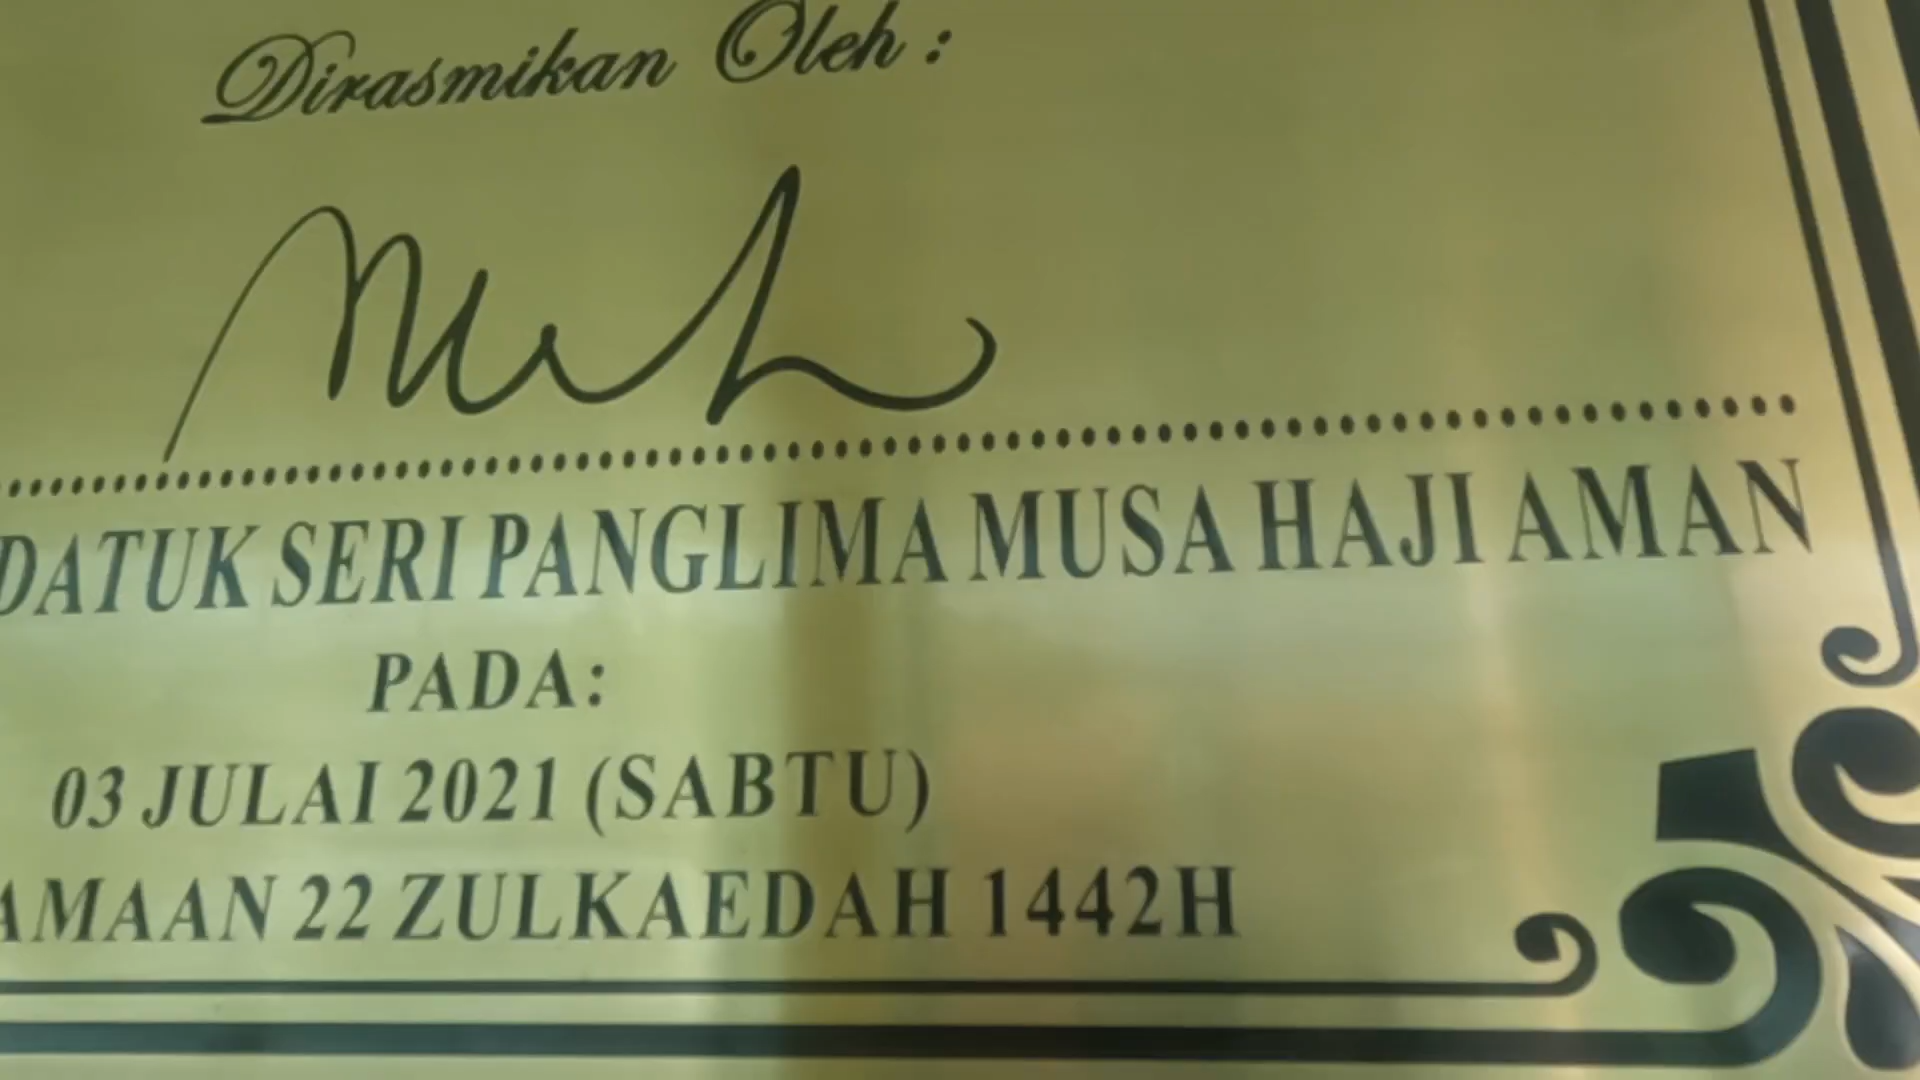 Dirasmikan Oleh :
DATUK SERI PANGLIMA MUSA HAJI AMAN
PADA:
03 JULAI 2021 (SABTU)
AMAAN 22 ZULKAEDAH 1442H